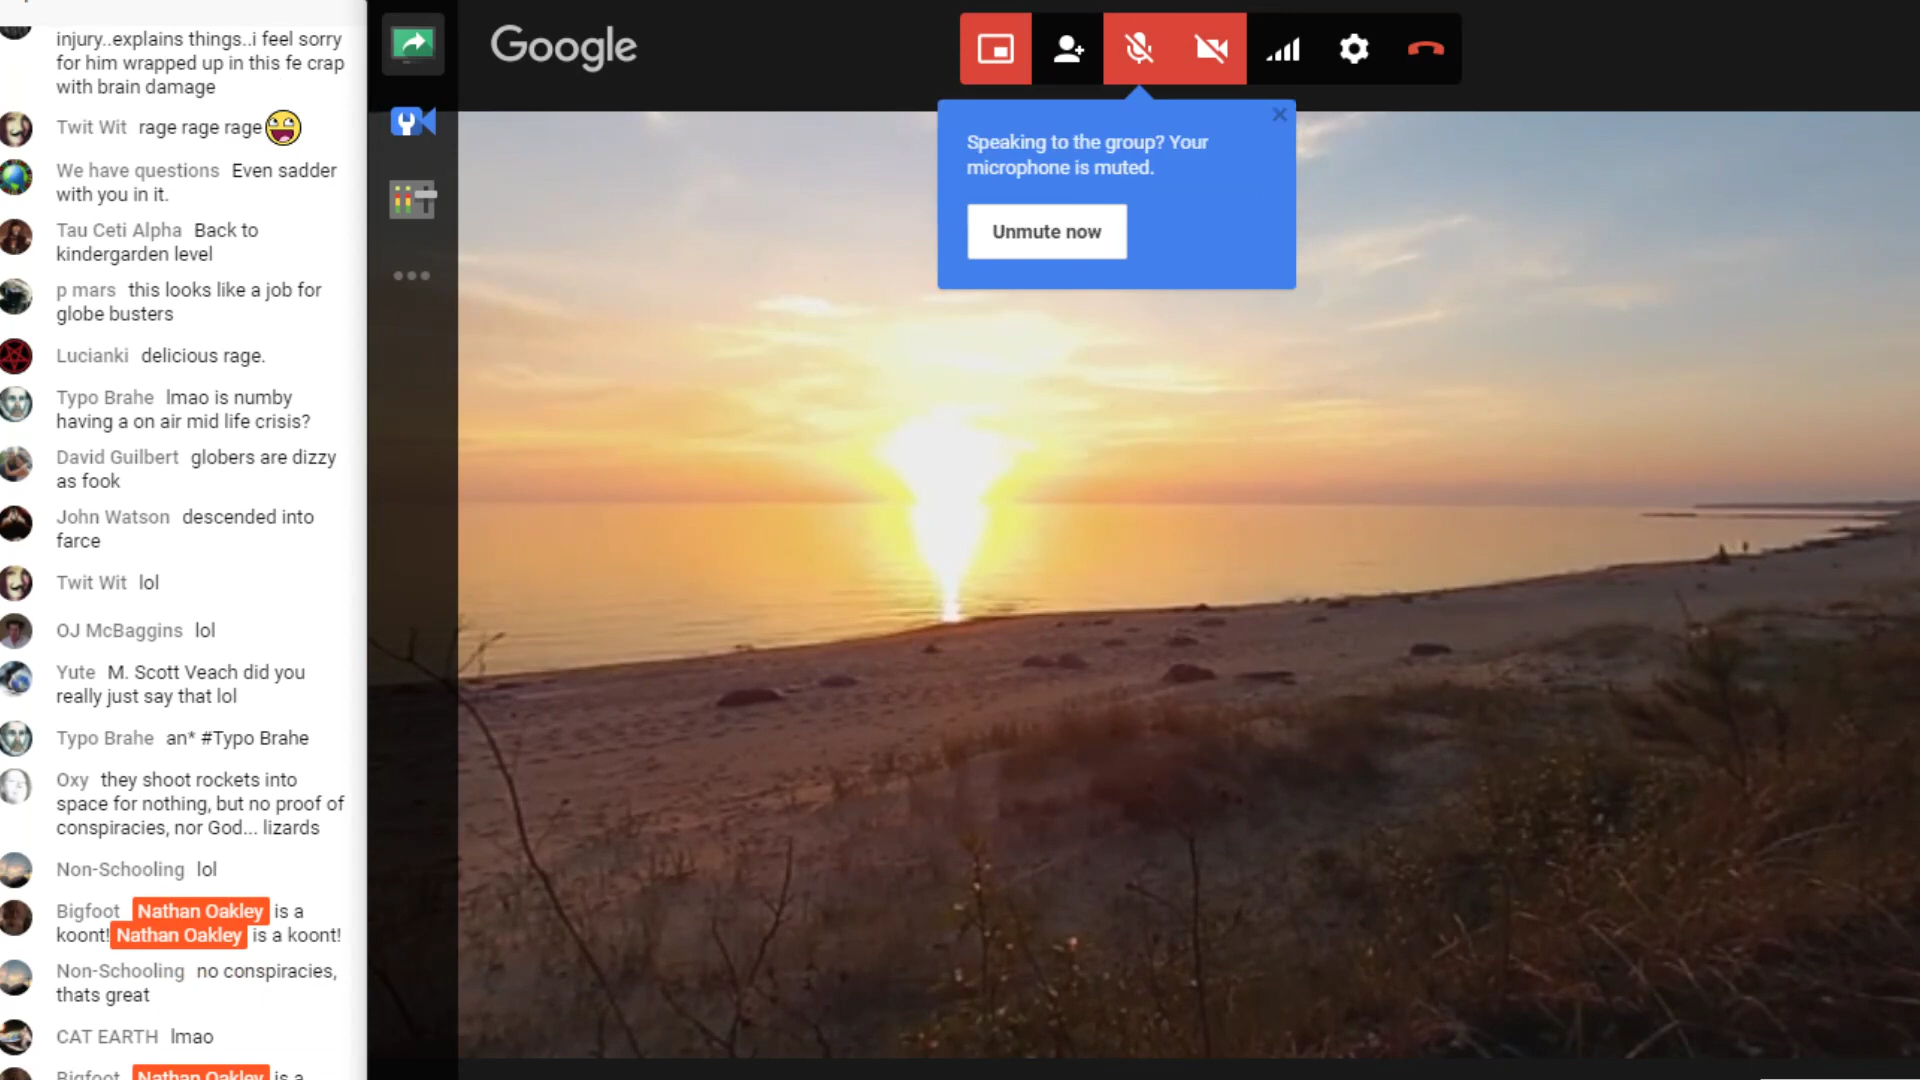 injury..explains things..i feel sorry
for him wrapped up in this fe crap
with brain damage
Twit Wit rage rage rage
We have questions Even sadder
with you in it.
Tau Ceti Alpha Back to
kindergarden level
p mars this looks like a job for
globe busters
Lucianki delicious rage.
Typo Brahe lmao is numby
having a on air mid life crisis?
David Guilbert globers are dizzy
as fook
John Watson descended into
farce
Twit Wit lol
OJ McBaggins lol
Yute M. Scott Veach did you
really just say that lol
Typo Brahe an* #Typo Brahe
Oxy they shoot rockets into
space for nothing, but no proof of
conspiracies, nor God... lizards
Non-Schooling lol
Bigfoot Nathan Oakley is a
koont! Nathan Oakley is a koont!
Non-Schooling no conspiracies,
thats great
CAT EARTH lmao
Bigfoot Nathan Oakley is a
Google
Speaking to the group? Your
microphone is muted.
Unmute now